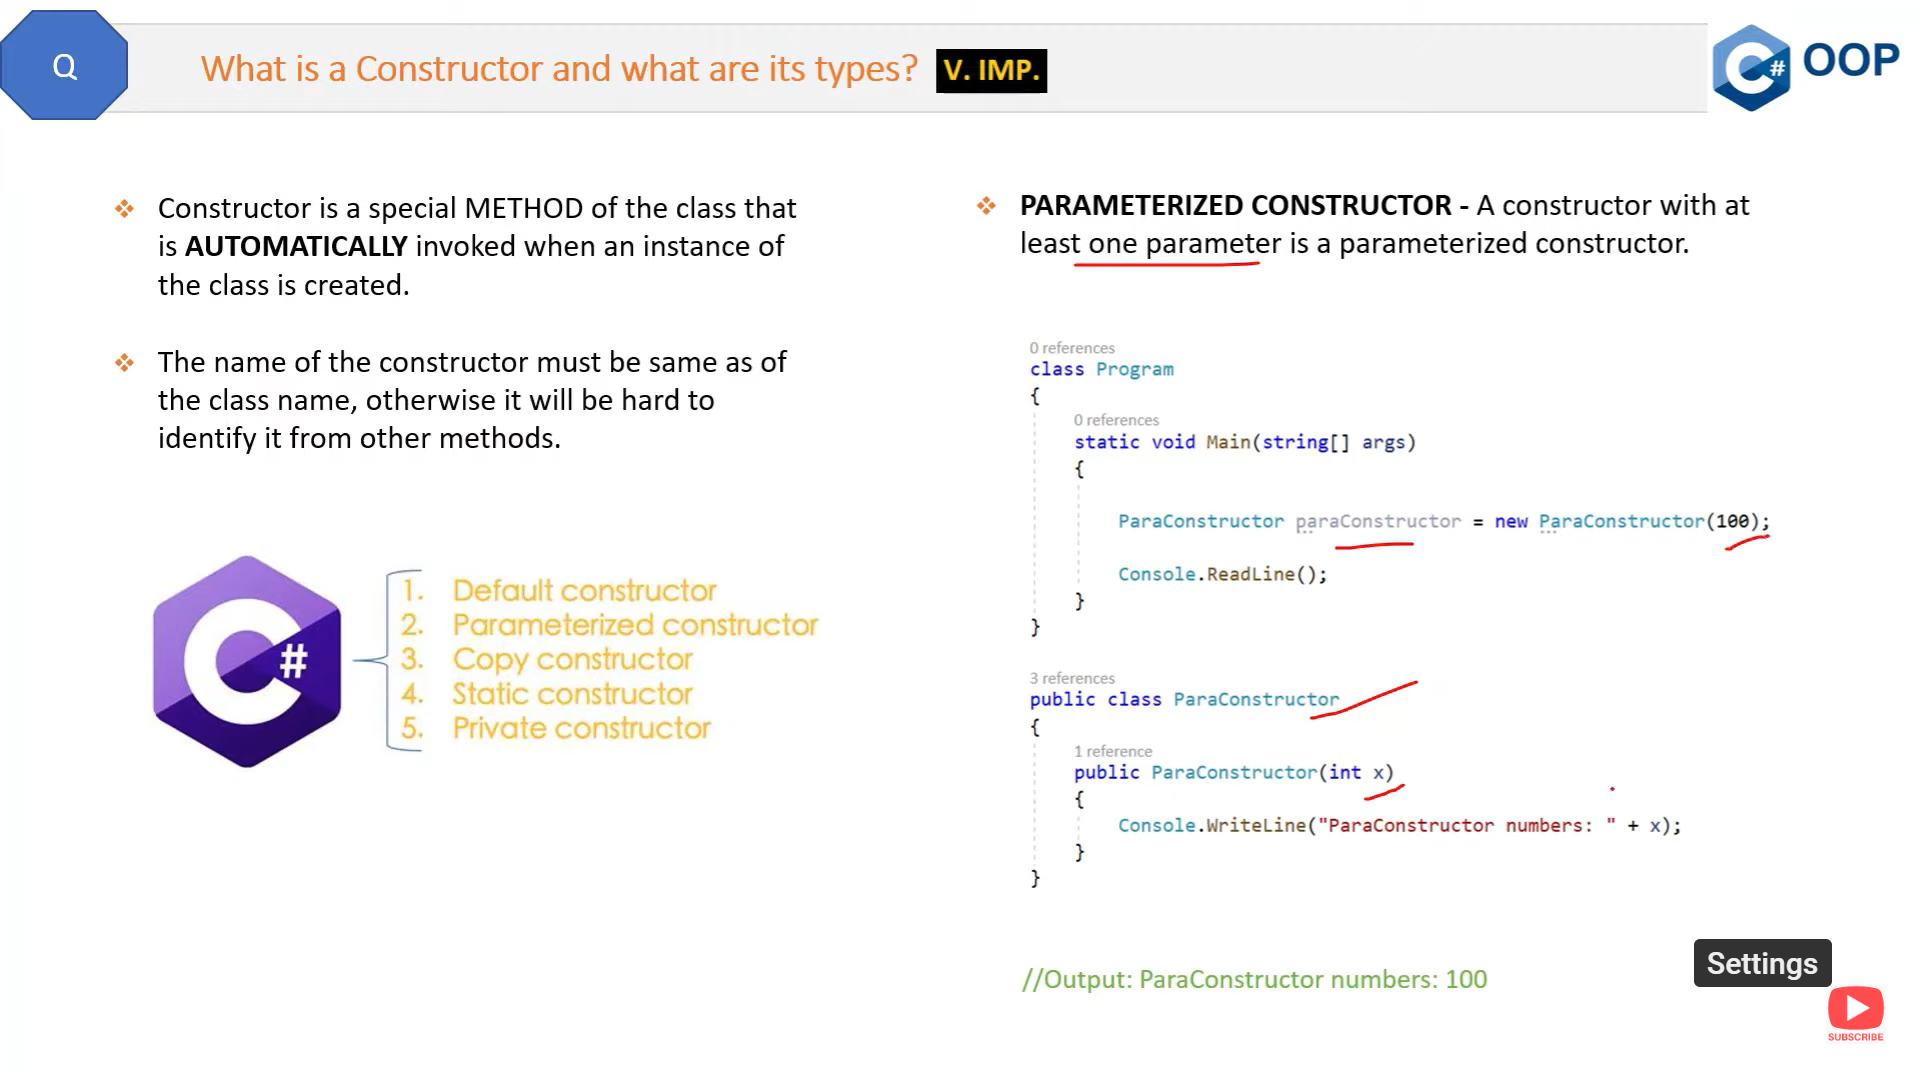 Q
What is a Constructor and what are its types? V. IMP.
C# OOP
❖ Constructor is a special METHOD of the class that
is AUTOMATICALLY invoked when an instance of
the class is created.
❖ The name of the constructor must be same as of
the class name, otherwise it will be hard to
identify it from other methods.
C#
1. Default constructor
2. Parameterized constructor
3. Copy constructor
4. Static constructor
5. Private constructor
❖ PARAMETERIZED CONSTRUCTOR - A constructor with at
least one parameter is a parameterized constructor.
0 references
class Program
{
0 references
static void Main(string[] args)
{
ParaConstructor paraConstructor = new ParaConstructor(100);
Console.ReadLine();
}
}
3 references
public class ParaConstructor
{
1 reference
public ParaConstructor(int x)
{
Console.WriteLine("ParaConstructor numbers: " + x);
}
}
//Output: ParaConstructor numbers: 100
Settings
SUBSCRIBE